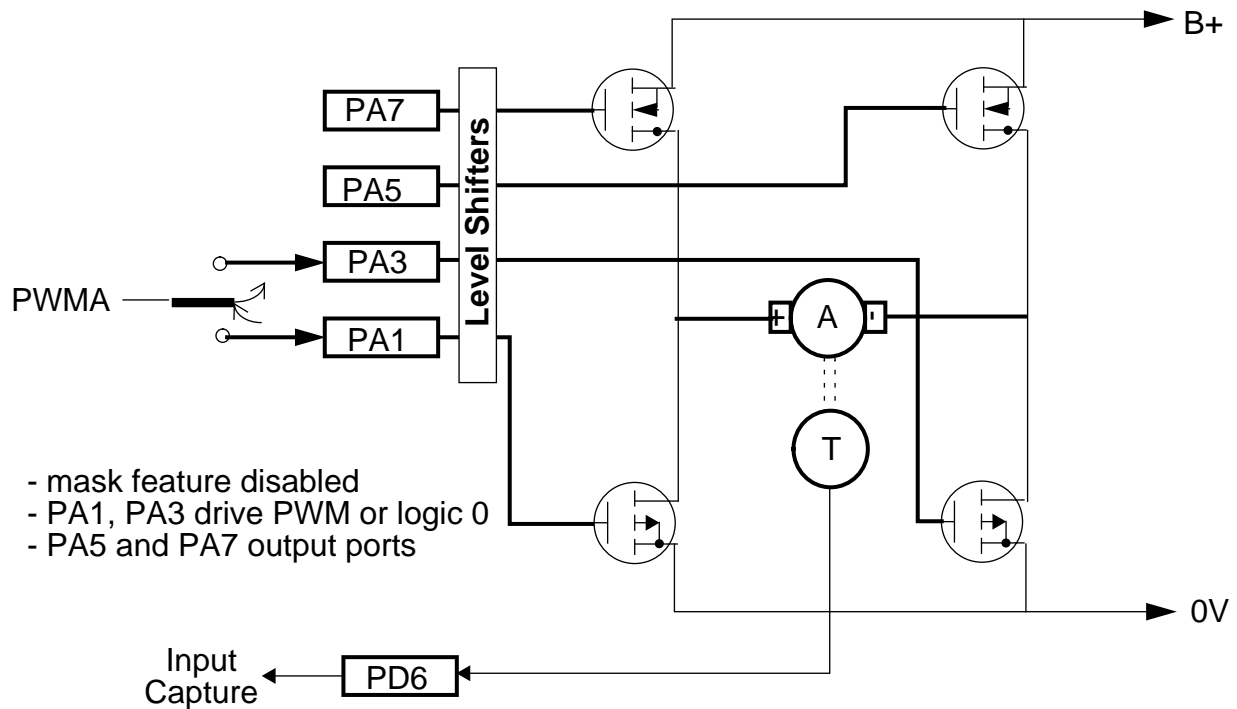 B+
PA7
PA5
PA3
PWMA
PA1
Level Shifters
+ A -
T
- mask feature disabled
- PA1, PA3 drive PWM or logic 0
- PA5 and PA7 output ports
0V
Input
Capture
PD6